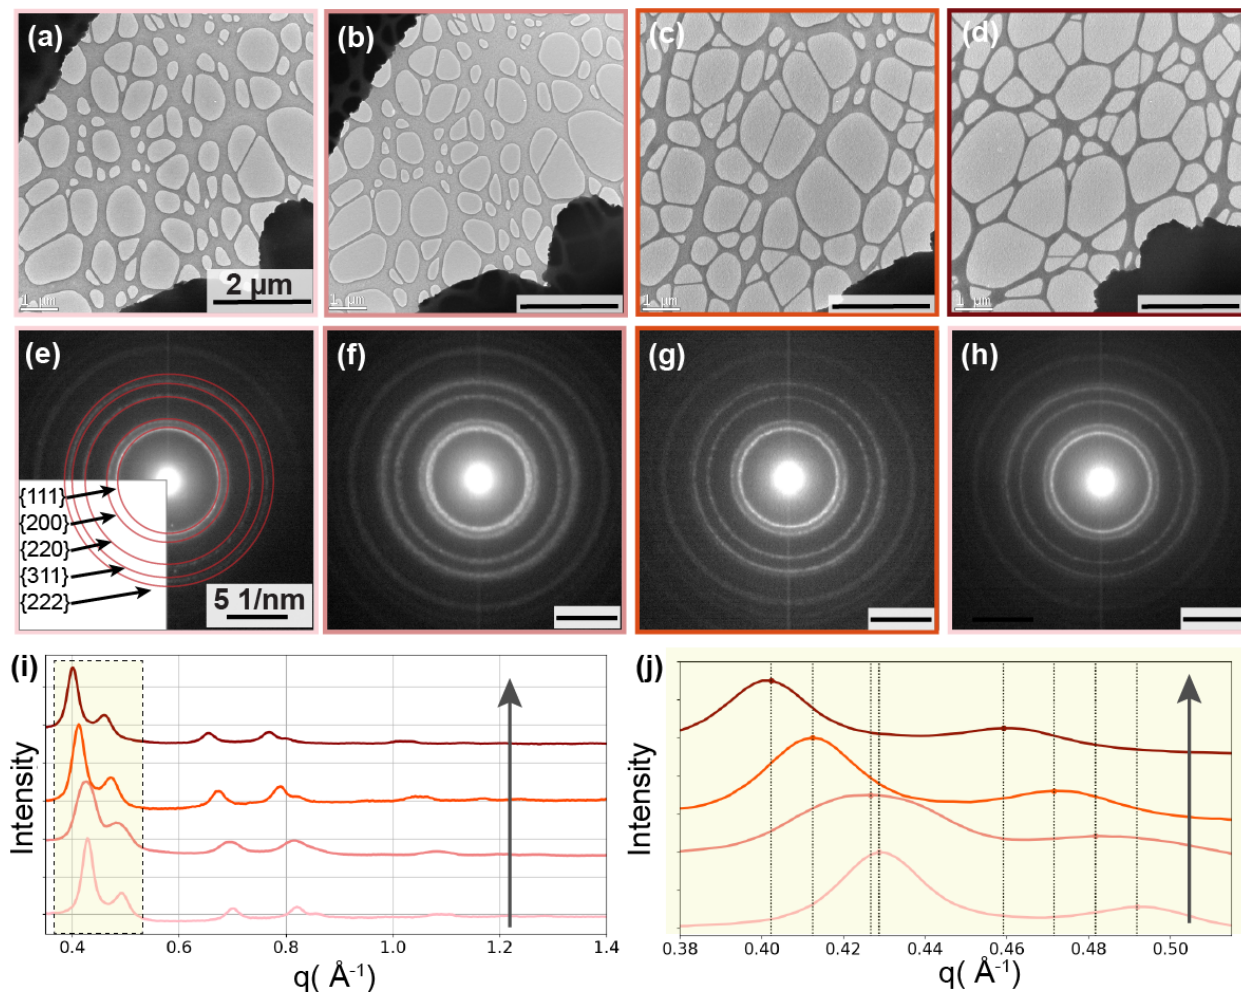 (a)
(b)
(c)
(d)
1 µm
2 µm
1 µm
1 µm
1 µm
(e)
(f)
(g)
(h)
{111}
{200}
{220}
{311}
{222}
5 1/nm
(i)
(j)
Intensity
Intensity
0.4 0.6 0.8 1.0 1.2 1.4
0.38 0.40 0.42 0.44 0.46 0.48 0.50
q( Å⁻¹)
q( Å⁻¹)